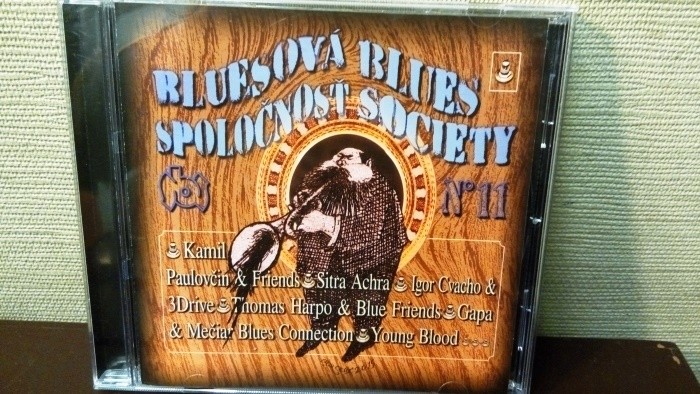 BLUESOVÁ BLUES
SPOLOČNOSŤ SOCIETY
N°11
Kamil
Paulovčin & Friends Sitra Achra Igor Cvacho &
3Drive Thomas Harpo & Blue Friends Gapa
& Mečiar Blues Connection Young Blood ...